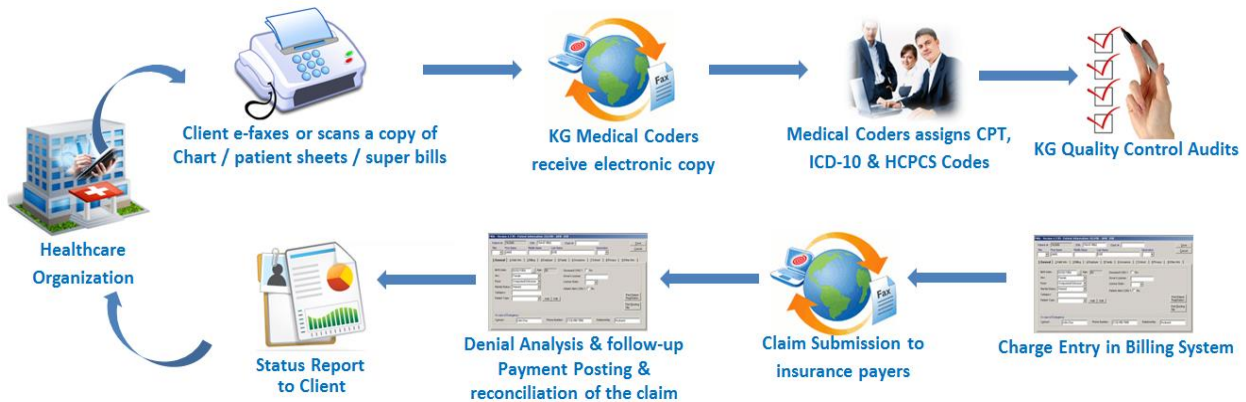 Client e-faxes or scans a copy of
Chart / patient sheets / super bills
KG Medical Coders
receive electronic copy
Fax
Medical Coders assigns CPT,
ICD-10 & HCPCS Codes
KG Quality Control Audits
Healthcare
Organization
Status Report
to Client
Denial Analysis & follow-up
Payment Posting &
reconciliation of the claim
Fax
Claim Submission to
insurance payers
Charge Entry in Billing System